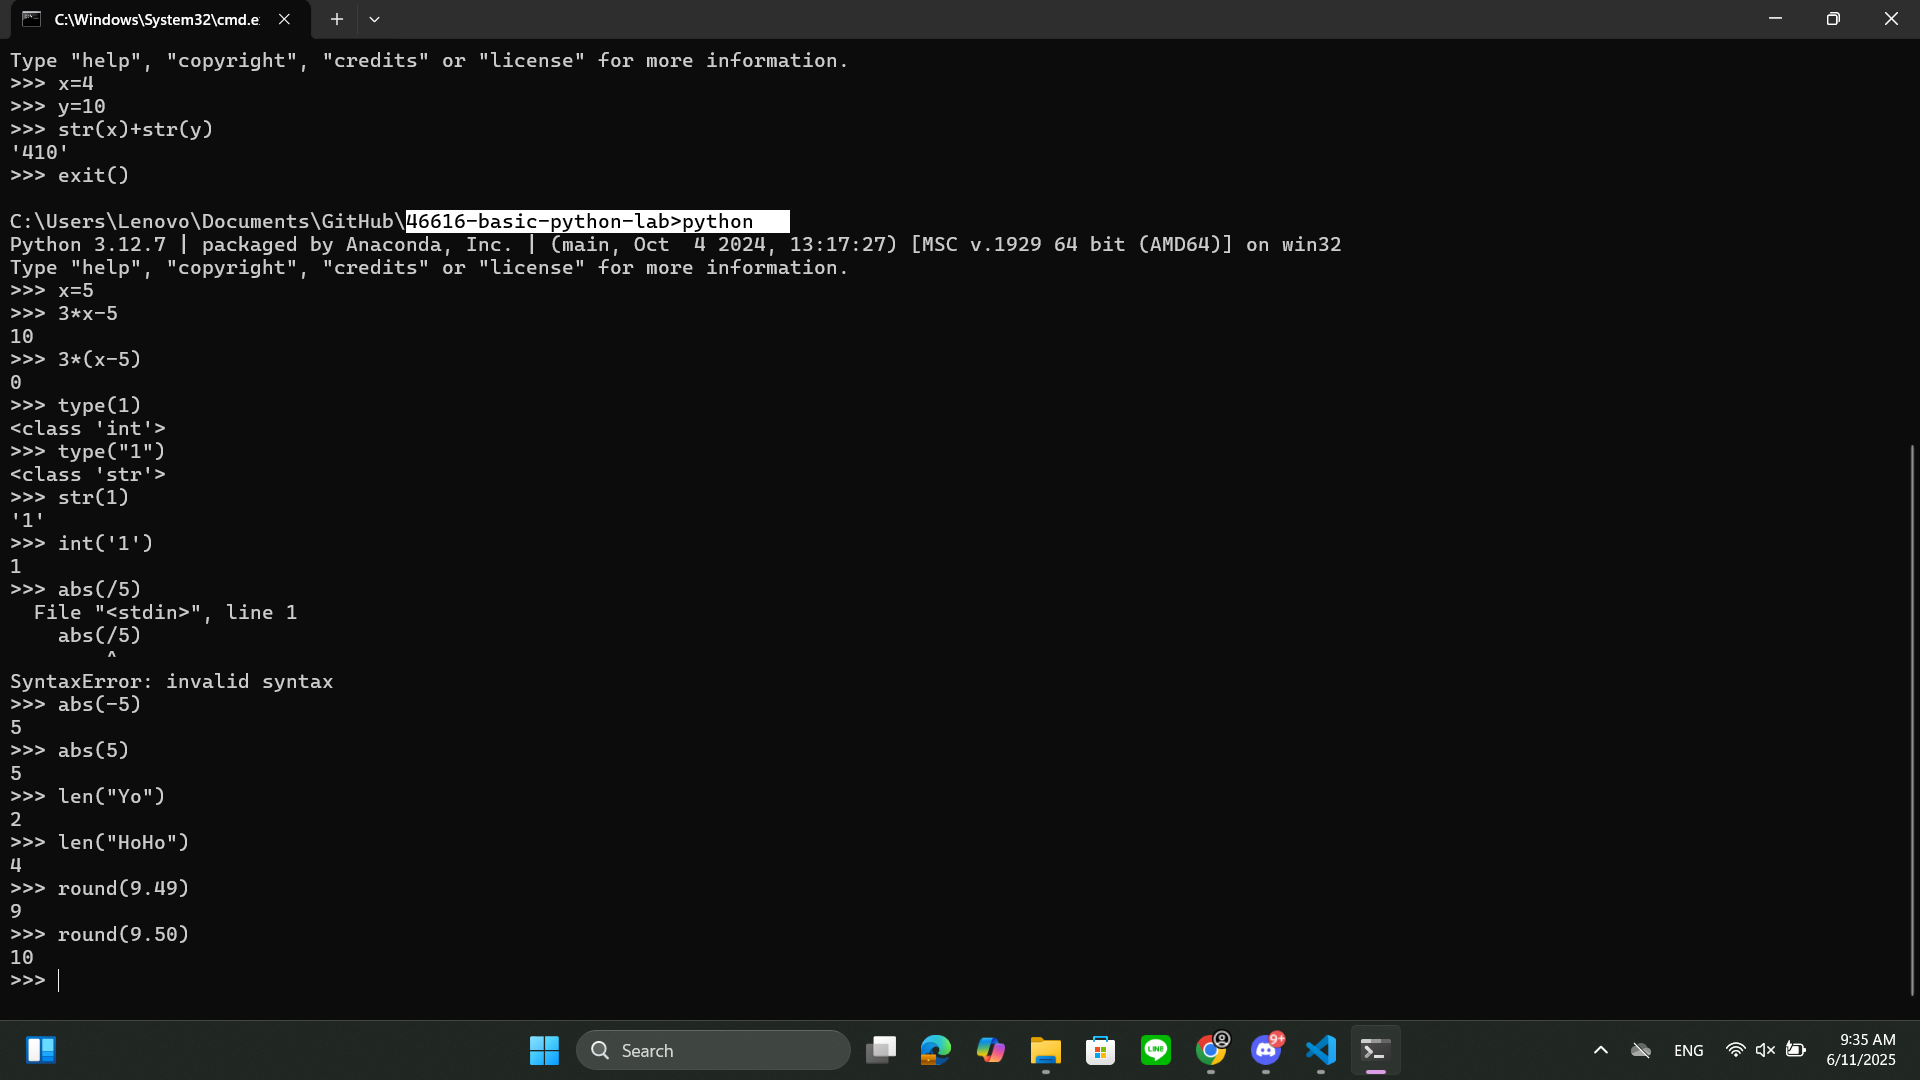 C:\Windows\System32\cmd.e
Type "help", "copyright", "credits" or "license" for more information.
>>> x=4
>>> y=10
>>> str(x)+str(y)
'410'
>>> exit()
C:\Users\Lenovo\Documents\GitHub\46616-basic-python-lab>python
Python 3.12.7 | packaged by Anaconda, Inc. | (main, Oct  4 2024, 13:17:27) [MSC v.1929 64 bit (AMD64)] on win32
Type "help", "copyright", "credits" or "license" for more information.
>>> x=5
>>> 3*x-5
10
>>> 3*(x-5)
0
>>> type(1)
<class 'int'>
>>> type("1")
<class 'str'>
>>> str(1)
'1'
>>> int('1')
1
>>> abs(/5)
  File "<stdin>", line 1
    abs(/5)
        ^
SyntaxError: invalid syntax
>>> abs(-5)
5
>>> abs(5)
5
>>> len("Yo")
2
>>> len("HoHo")
4
>>> round(9.49)
9
>>> round(9.50)
10
>>>
Search
LINE
9+
ENG
9:35 AM
6/11/2025